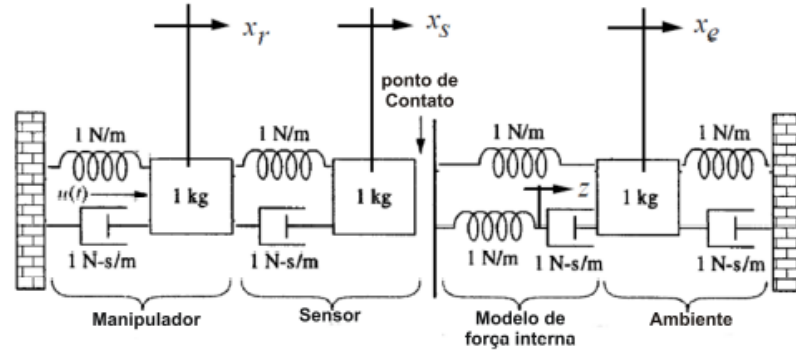 x_r
x_s
x_e
ponto de
Contato
1 N/m
1 N/m
1 N/m
1 N/m
u(t)
1 kg
1 kg
z
1 kg
1 N-s/m
1 N-s/m
1 N/m
1 N-s/m
1 N-s/m
Manipulador
Sensor
Modelo de
força interna
Ambiente